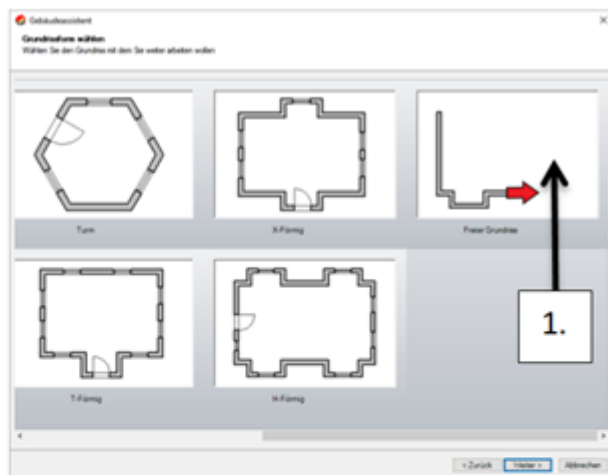 Gebäudeassistent
Grundrissform wählen
Wählen Sie den Grundriss mit dem Sie weiter arbeiten wollen
Turm
X-Förmig
Freier Grundriss
1.
T-Förmig
H-Förmig
< Zurück
Weiter >
Abbrechen